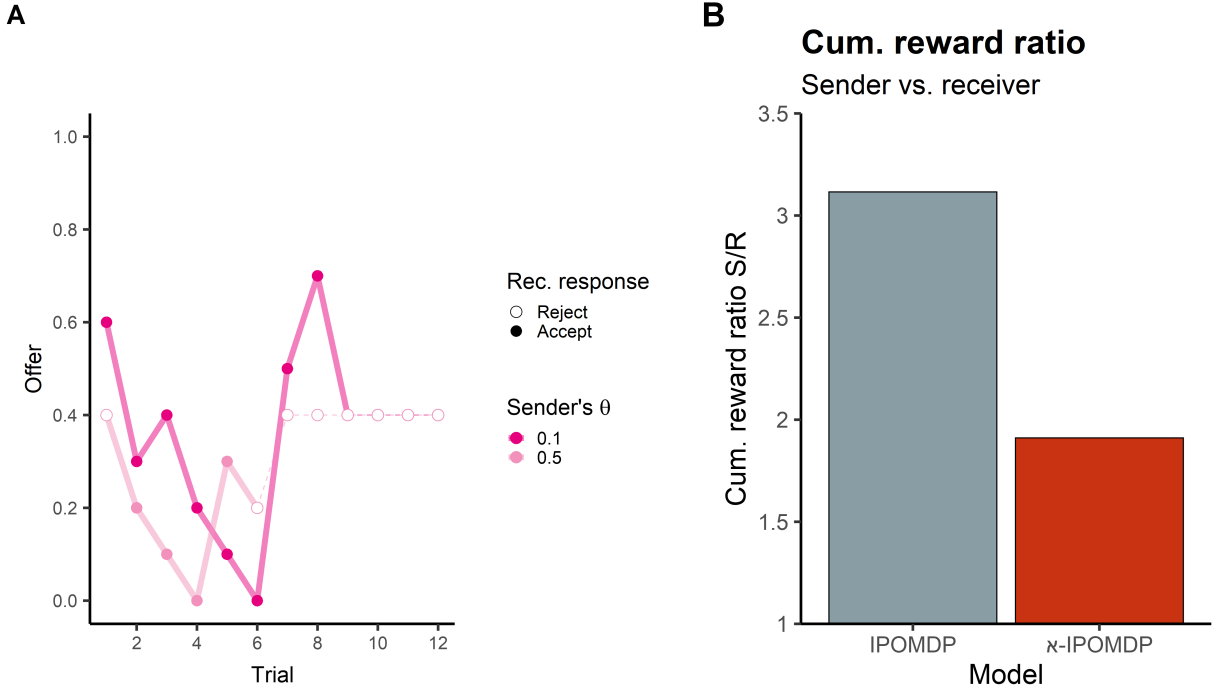 A
1.0
0.8
0.6
0.4
0.2
0.0
Offer
2 4 6 8 10 12
Trial
Rec. response
Reject
Accept
Sender's θ
0.1
0.5
B
Cum. reward ratio
Sender vs. receiver
3.5
3
2.5
2
1.5
1
Cum. reward ratio S/R
IPOMDP א-IPOMDP
Model